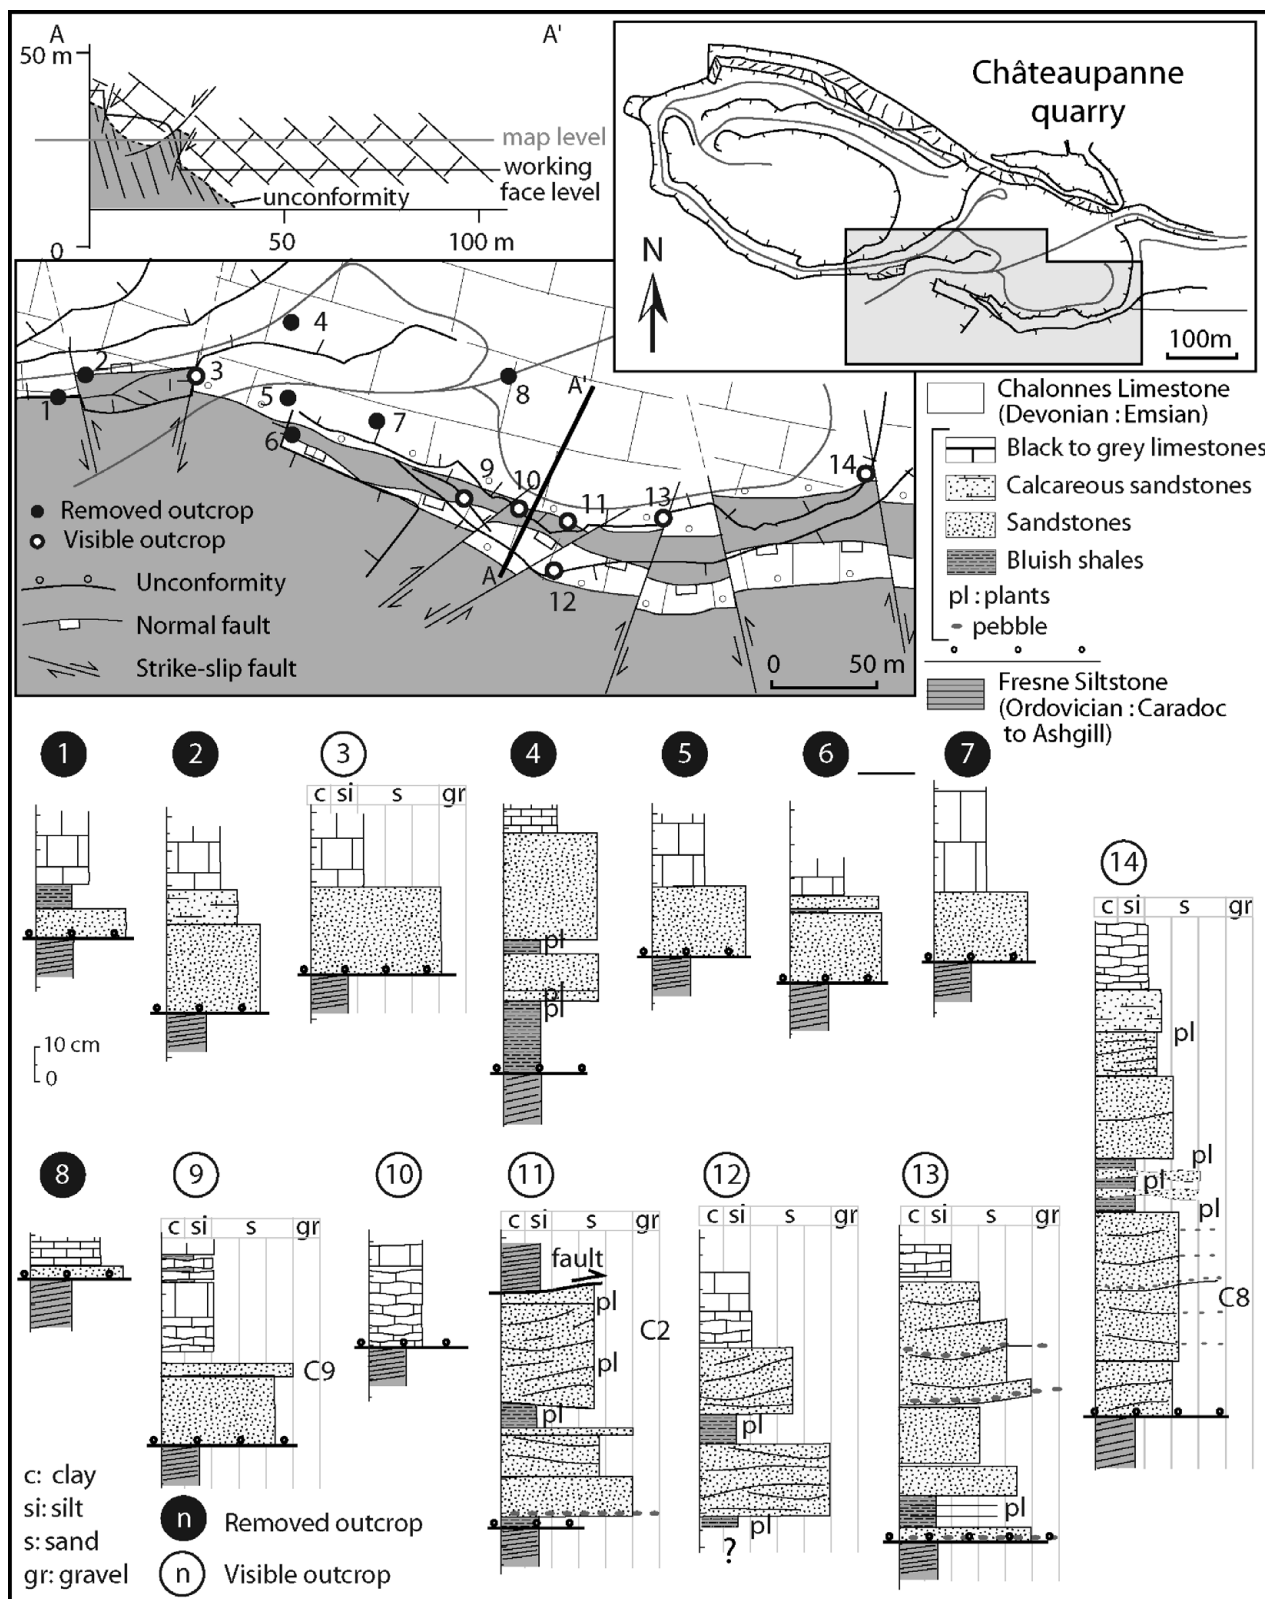 A
A'
50 m
map level
working
face level
unconformity
0
50
100 m
Châteaupanne
quarry
N
100m
1
2
3
4
5
6
7
8
9
10
11
12
13
14
A'
A
Removed outcrop
Visible outcrop
Unconformity
Normal fault
Strike-slip fault
0
50 m
Chalonnes Limestone
(Devonian : Emsian)
Black to grey limestones
Calcareous sandstones
Sandstones
Bluish shales
pl : plants
pebble
Fresne Siltstone
(Ordovician : Caradoc
to Ashgill)
1
2
3
4
5
6
7
c si s gr
pl
pl
pl
10 cm
0
14
c si s gr
pl
pl
pl
pl
C8
8
9
10
11
12
13
c si s gr
C9
c si s gr
fault
pl
pl
pl
C2
c si s
pl
pl
?
c si s gr
pl
c: clay
si: silt
s: sand
gr: gravel
n Removed outcrop
n Visible outcrop